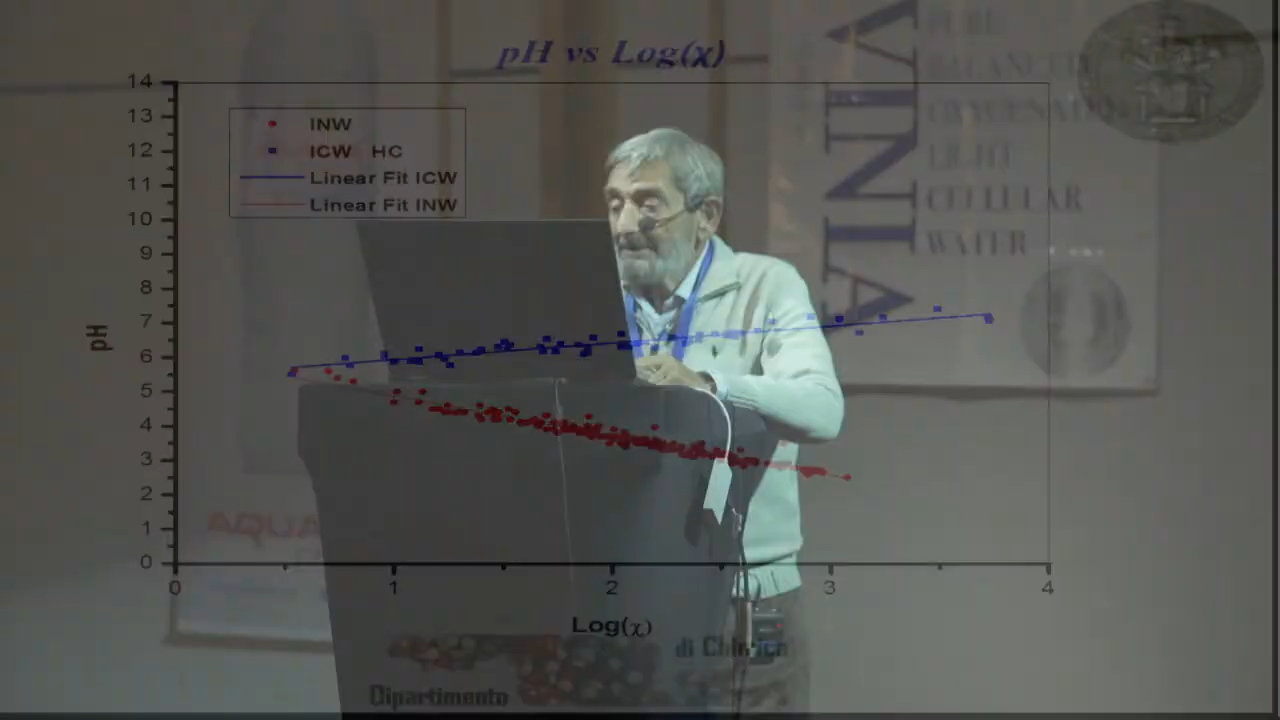 pH vs Log(χ)
14
13
12
11
10
9
8
7
6
5
4
3
2
1
0
pH
INW
ICW HC
Linear Fit ICW
Linear Fit INW
0 1 2 3 4
Log(χ)
VINIA
PURE
BALANCED
OXYGENATED
LIGHT
CELLULAR
WATER
AQUA
Dipartimento
di Chimica